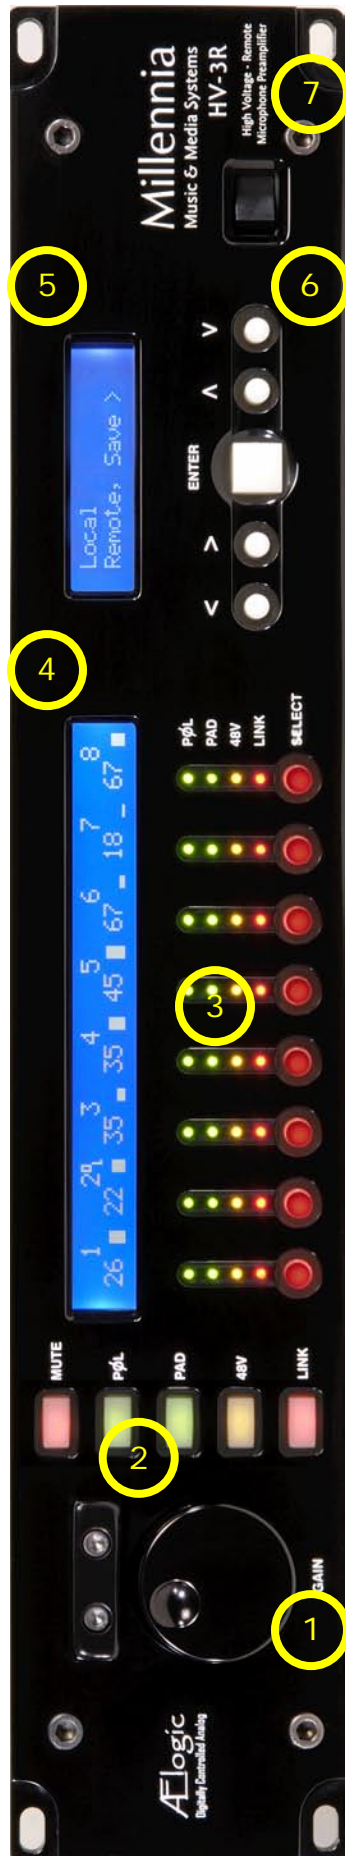 Ælogic
Digitally Controlled Analog
GAIN
1
MUTE
PØL
PAD
48V
LINK
2
1 2 3 4 5 6 7 8
26 22 35 35 45 67 18 67
PØL
PAD
48V
LINK
SELECT
3
4
Local
Remote, Save >
< > ENTER ∧ ∨
5
6
Millennia
Music & Media Systems
HV-3R
High Voltage - Remote
Microphone Preamplifier
7